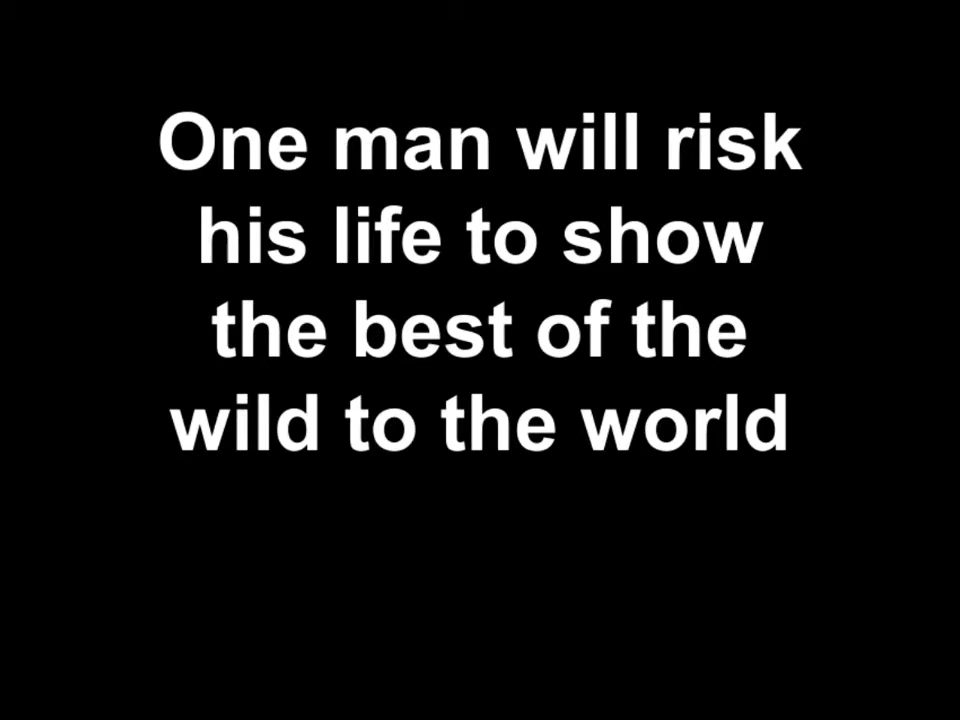 One man will risk
his life to show
the best of the
wild to the world